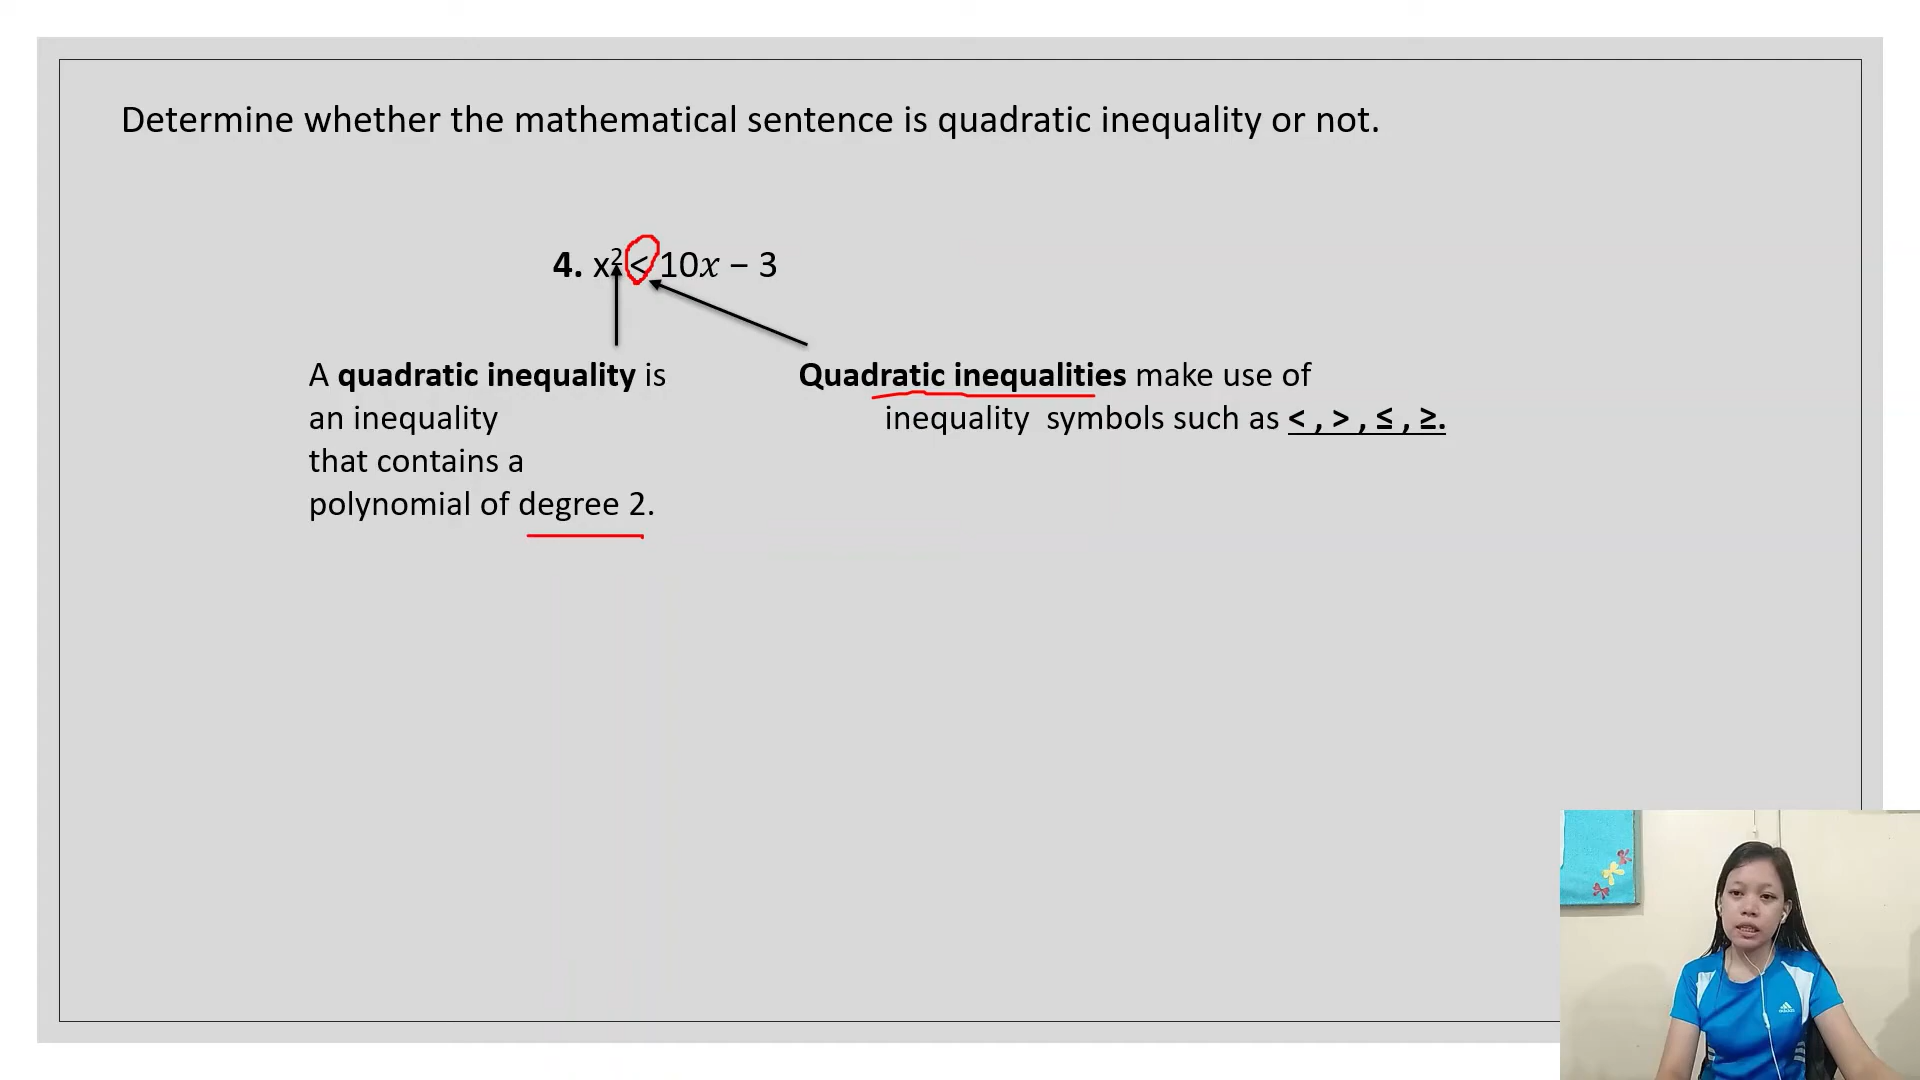 Determine whether the mathematical sentence is quadratic inequality or not.
4. x² < 10x − 3
A quadratic inequality is
an inequality
that contains a
polynomial of degree 2.
Quadratic inequalities make use of
inequality symbols such as < , > , ≤ , ≥.
adidas